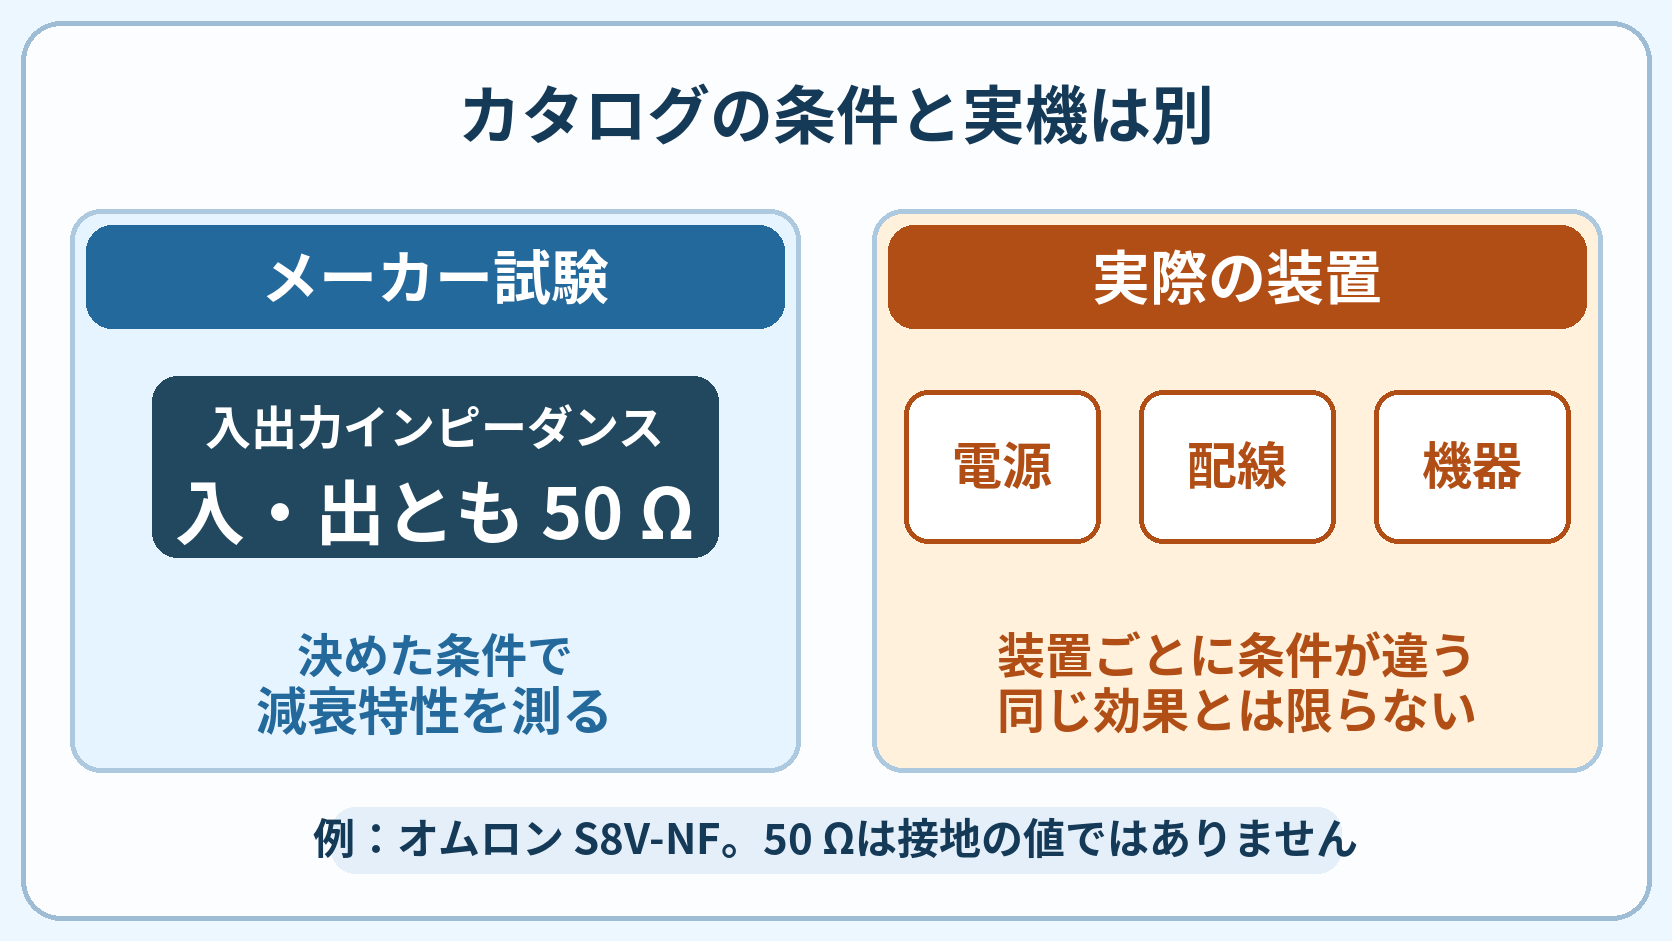 カタログの条件と実機は別
メーカー試験
入出力インピーダンス
入・出とも 50 Ω
決めた条件で
減衰特性を測る
実際の装置
電源
配線
機器
装置ごとに条件が違う
同じ効果とは限らない
例：オムロン S8V-NF。50 Ωは接地の値ではありません